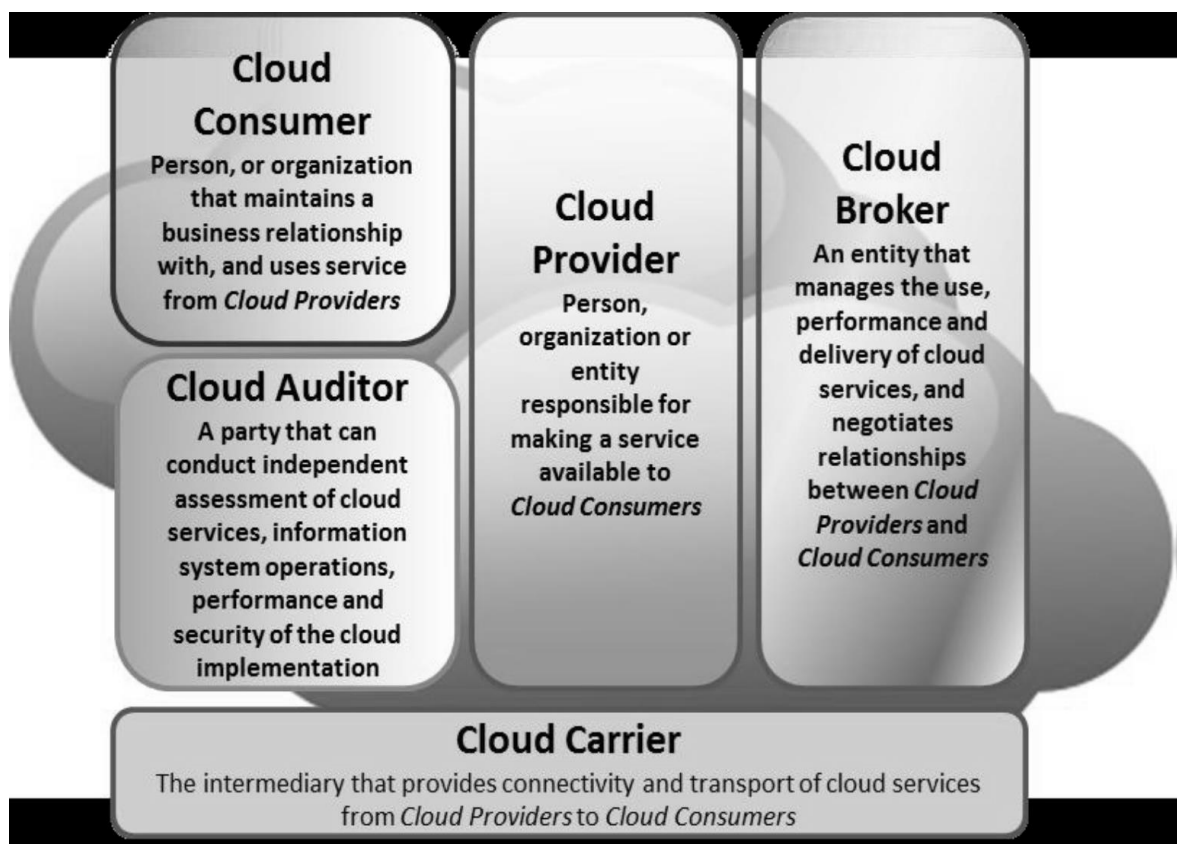 Cloud
Consumer
Person, or organization
that maintains a
business relationship
with, and uses service
from Cloud Providers
Cloud Auditor
A party that can
conduct independent
assessment of cloud
services, information
system operations,
performance and
security of the cloud
implementation
Cloud
Provider
Person,
organization or
entity
responsible for
making a service
available to
Cloud Consumers
Cloud
Broker
An entity that
manages the use,
performance and
delivery of cloud
services, and
negotiates
relationships
between Cloud
Providers and
Cloud Consumers
Cloud Carrier
The intermediary that provides connectivity and transport of cloud services
from Cloud Providers to Cloud Consumers